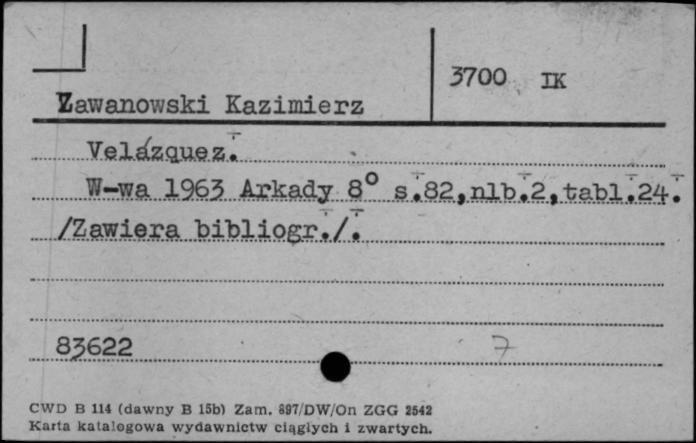 3700 IK
Zawanowski Kazimierz
Velázquez.
W-wa 1963 Arkady 8° s.82,nlb.2,tabl.24.
/Zawiera bibliogr./.
83622
7
CWD B 114 (dawny B 15b) Zam. 897/DW/On ZGG 2542
Karta katalogowa wydawnictw ciągłych i zwartych.